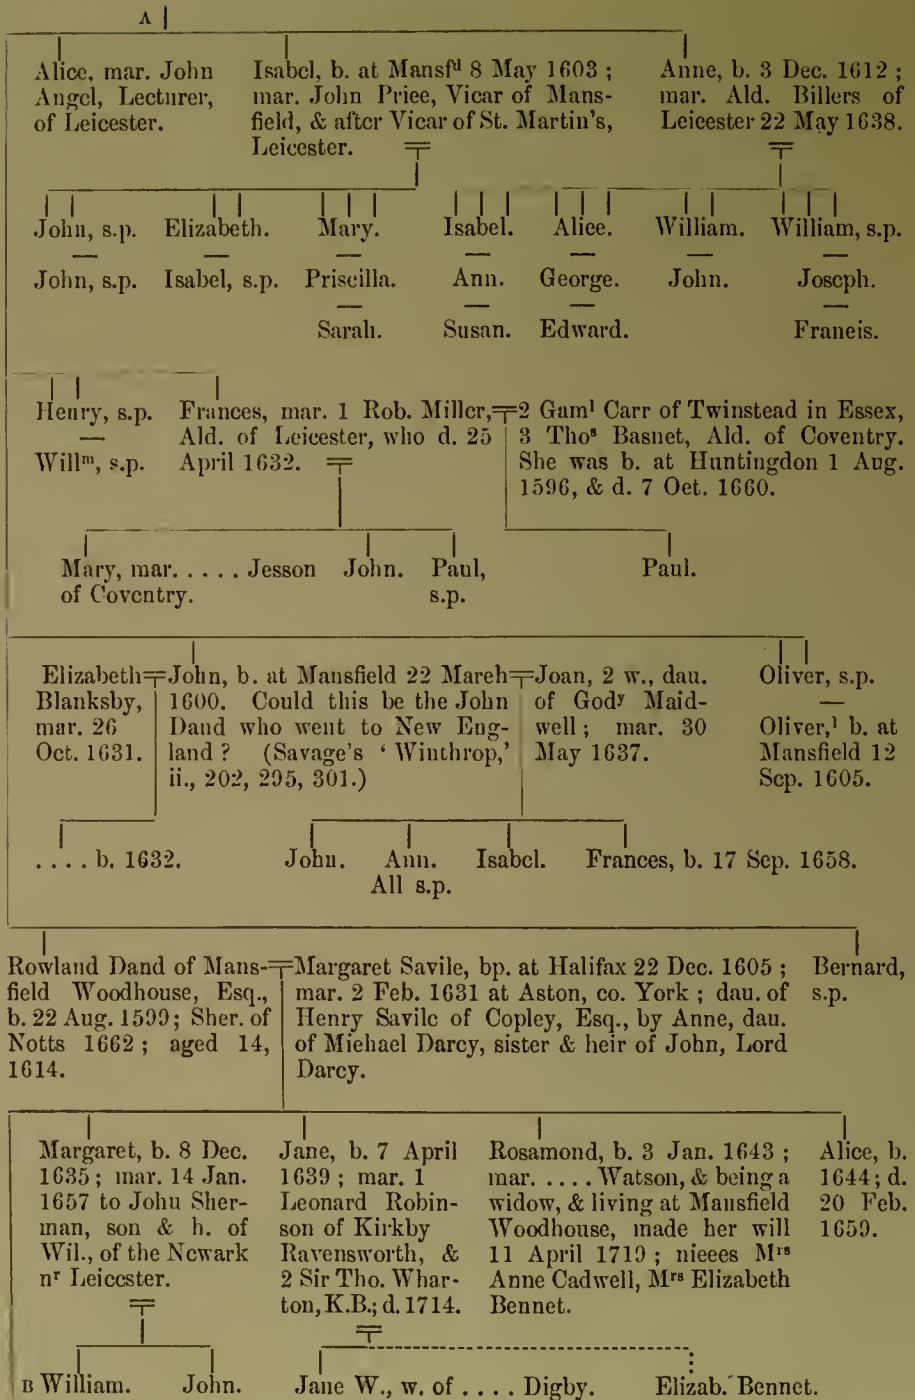 A
Alice, mar. John
Angel, Lecturer,
of Leicester.
Isabel, b. at Mansfᵈ 8 May 1603 ;
mar. John Price, Vicar of Mans-
field, & after Vicar of St. Martin's,
Leicester.
Anne, b. 3 Dec. 1612 ;
mar. Ald. Billers of
Leicester 22 May 1638.
John, s.p. Elizabeth. Mary. Isabel. Alice. William. William, s.p.
John, s.p. Isabel, s.p. Priscilla. Ann. George. John. Joseph.
Sarah. Susan. Edward. Francis.
Henry, s.p.
Willᵐ, s.p.
Frances, mar. 1 Rob. Miller,
Ald. of Leicester, who d. 25
April 1632.
2 Gamˡ Carr of Twinstead in Essex,
3 Thoˢ Basnet, Ald. of Coventry.
She was b. at Huntingdon 1 Aug.
1596, & d. 7 Oct. 1660.
Mary, mar. . . . . Jesson
of Coventry.
John.
Paul,
s.p.
Paul.
Elizabeth
Blanksby,
mar. 26
Oct. 1631.
John, b. at Mansfield 22 March
1600. Could this be the John
Dand who went to New Eng-
land ? (Savage's ‘ Winthrop,’
ii., 202, 295, 301.)
Joan, 2 w., dau.
of Godʸ Maid-
well ; mar. 30
May 1637.
Oliver, s.p.
Oliver,¹ b. at
Mansfield 12
Sep. 1605.
. . . . b. 1632.
John. Ann. Isabel. Frances, b. 17 Sep. 1658.
All s.p.
Rowland Dand of Mans-
field Woodhouse, Esq.,
b. 22 Aug. 1599 ; Sher. of
Notts 1662 ; aged 14,
1614.
Margaret Savile, bp. at Halifax 22 Dec. 1605 ;
mar. 2 Feb. 1631 at Aston, co. York ; dau. of
Henry Savile of Copley, Esq., by Anne, dau.
of Michael Darcy, sister & heir of John, Lord
Darcy.
Bernard,
s.p.
Margaret, b. 8 Dec.
1635 ; mar. 14 Jan.
1657 to John Sher-
man, son & h. of
Wil., of the Newark
nʳ Leicester.
Jane, b. 7 April
1639 ; mar. 1
Leonard Robin-
son of Kirkby
Ravensworth, &
2 Sir Tho. Whar-
ton, K.B.; d. 1714.
Rosamond, b. 3 Jan. 1643 ;
mar. . . . . Watson, & being a
widow, & living at Mansfield
Woodhouse, made her will
11 April 1719 ; nieces Mʳˢ
Anne Cadwell, Mʳˢ Elizabeth
Bennet.
Alice, b.
1644 ; d.
20 Feb.
1659.
B William. John.
Jane W., w. of . . . . Digby.
Elizab. Bennet.